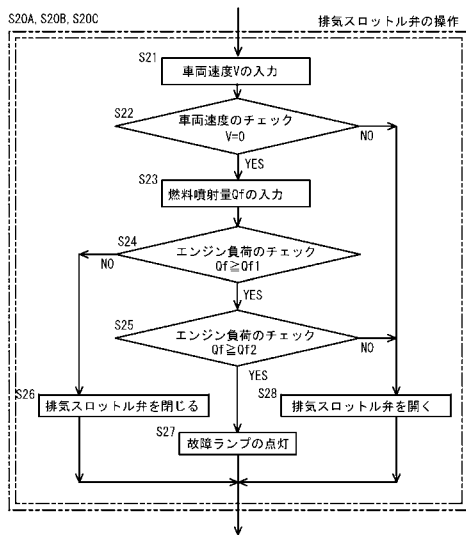 S20A, S20B, S20C
排気スロットル弁の操作
S21
車両速度Vの入力
S22
車両速度のチェック
V=0
NO
YES
S23
燃料噴射量Qfの入力
S24
エンジン負荷のチェック
Qf≧Qf1
NO
YES
S25
エンジン負荷のチェック
Qf≧Qf2
NO
YES
S26
排気スロットル弁を閉じる
S28
排気スロットル弁を開く
S27
故障ランプの点灯